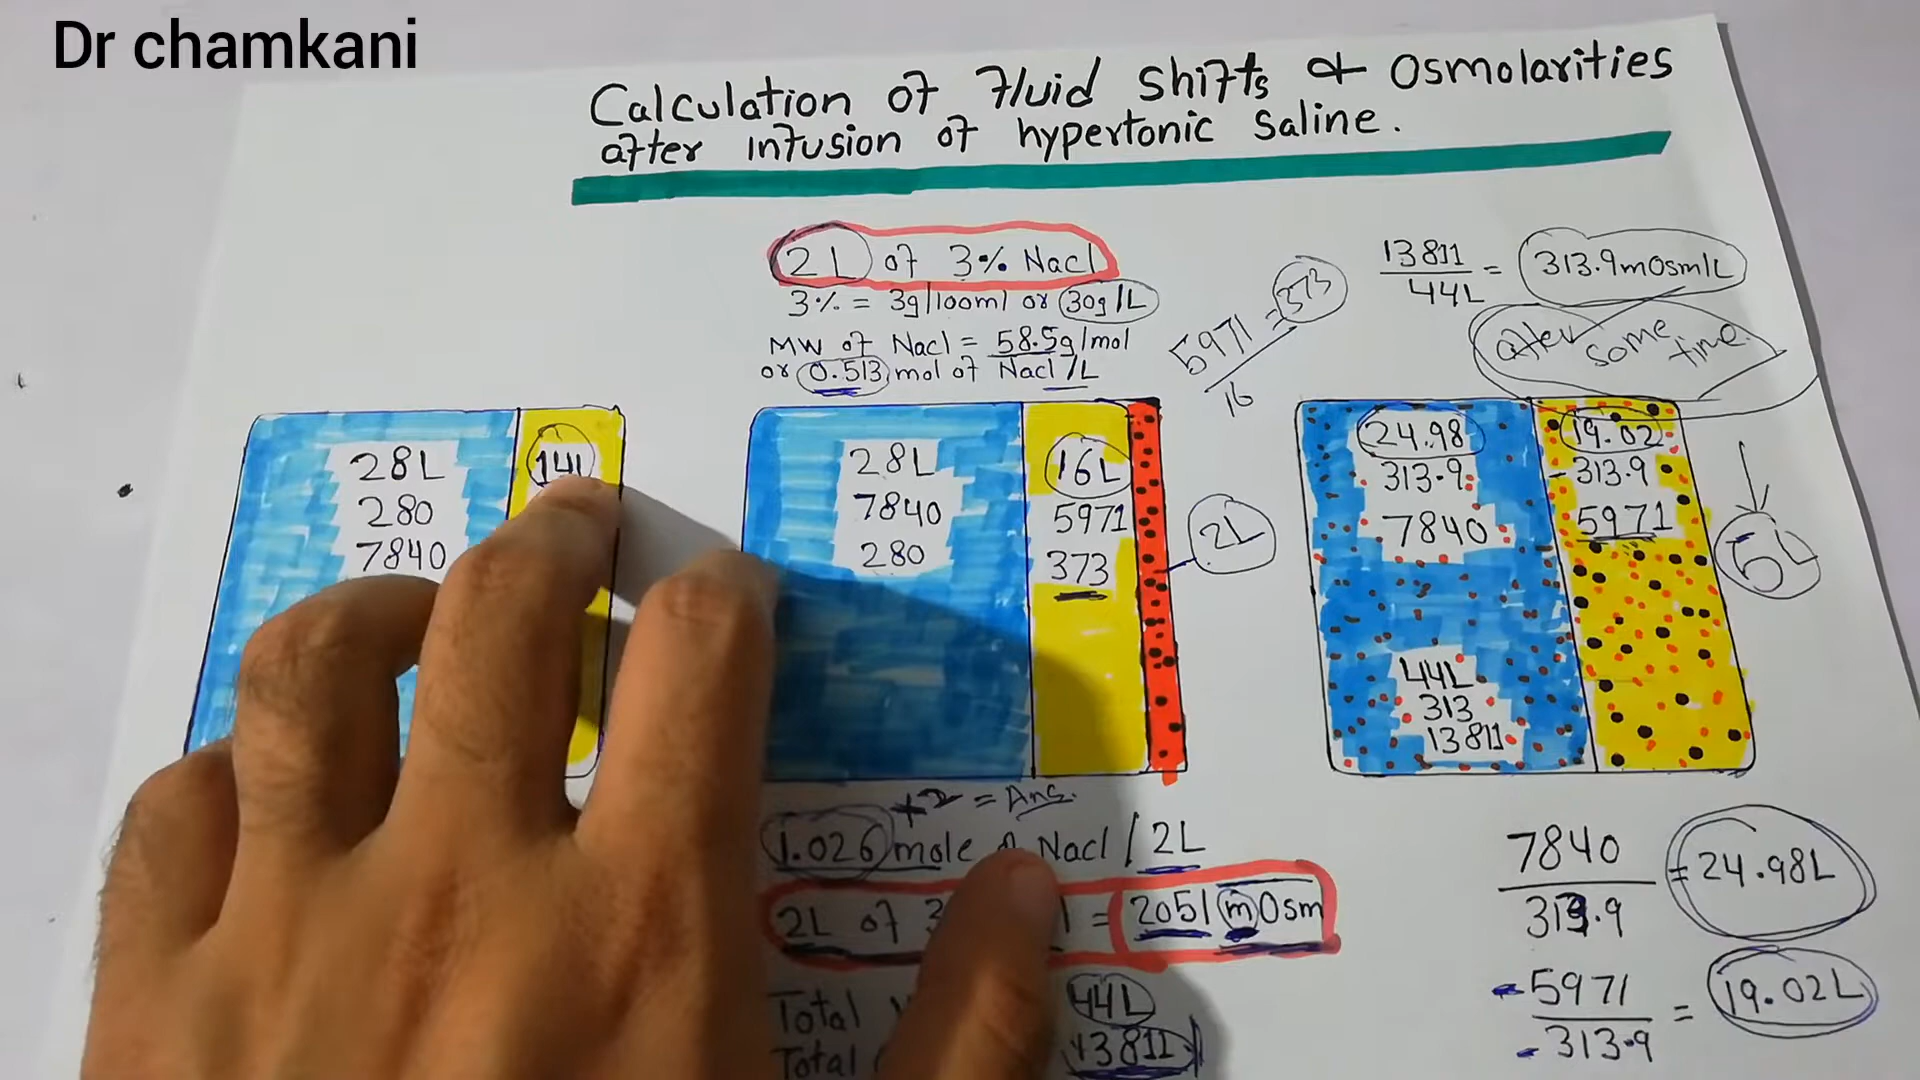 Dr chamkani
Calculation of Fluid Shifts & Osmolarities
after infusion of hypertonic saline.
2L of 3% Nacl
3% = 3g/100ml or 30g/L
MW of Nacl = 58.5g/mol
or 0.513 mol of Nacl/L
5971
16
=373
13811
44L
= 313.9mOsm/L
after some time
28L
280
7840
14L
28L
7840
280
16L
5971
373
2L
24.98
313.9
7840
44L
313
13811
19.02
313.9
5971
5L
= Ans.
1.026 mole Nacl / 2L
2L of = 2051 mOsm
Total 44L
Total 13811
7840
313.9
=24.98L
5971
313.9
= 19.02L